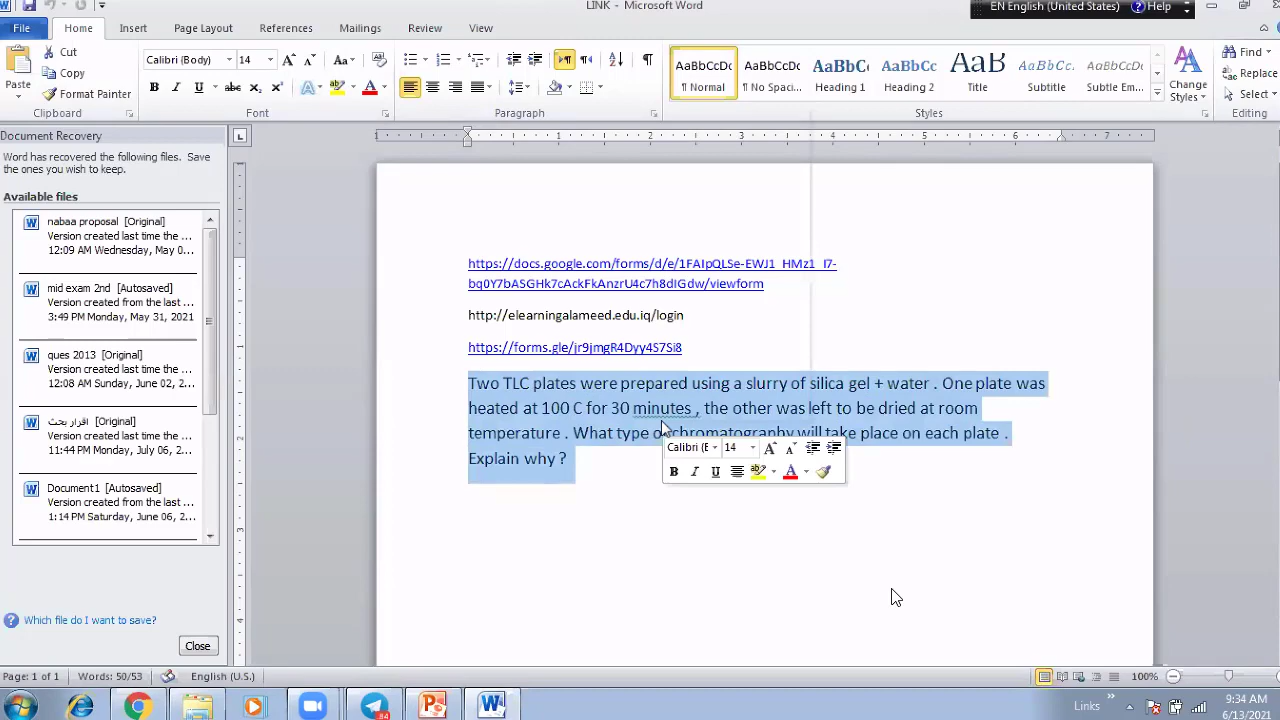 LINK - Microsoft Word
EN English (United States)
Help
File
Home
Insert
Page Layout
References
Mailings
Review
View
Paste
Cut
Copy
Format Painter
Clipboard
Calibri (Body)
14
Font
Paragraph
AaBbCcDc
¶ Normal
AaBbCcDc
¶ No Spaci...
AaBbCc
Heading 1
AaBbCc
Heading 2
AaB
Title
AaBbCc.
Subtitle
AaBbCcDc
Subtle Em...
Change
Styles
Styles
Find
Replace
Select
Editing
Document Recovery
Word has recovered the following files. Save
the ones you wish to keep.
Available files
nabaa proposal [Original]
Version created last time the ...
12:09 AM Wednesday, May 0...
mid exam 2nd [Autosaved]
Version created from the last ...
3:49 PM Monday, May 31, 2021
ques 2013 [Original]
Version created last time the ...
12:08 AM Sunday, June 02, 2...
اقرار بحث [Original]
Version created last time the ...
11:44 PM Monday, July 06, 2...
Document1 [Autosaved]
Version created from the last ...
1:14 PM Saturday, June 06, 2...
Which file do I want to save?
Close
https://docs.google.com/forms/d/e/1FAIpQLSe-EWJ1_HMz1_I7-
bq0Y7bASGHk7cAckFkAnzrU4c7h8dIGdw/viewform
http://elearningalameed.edu.iq/login
https://forms.gle/jr9jmgR4Dyy4S7Si8
Two TLC plates were prepared using a slurry of silica gel + water . One plate was
heated at 100 C for 30 minutes , the other was left to be dried at room
temperature . What type chromatography will take place on each plate .
Explain why ?
Calibri (E
14
Page: 1 of 1
Words: 50/53
English (U.S.)
100%
Links
9:34 AM
6/13/2021